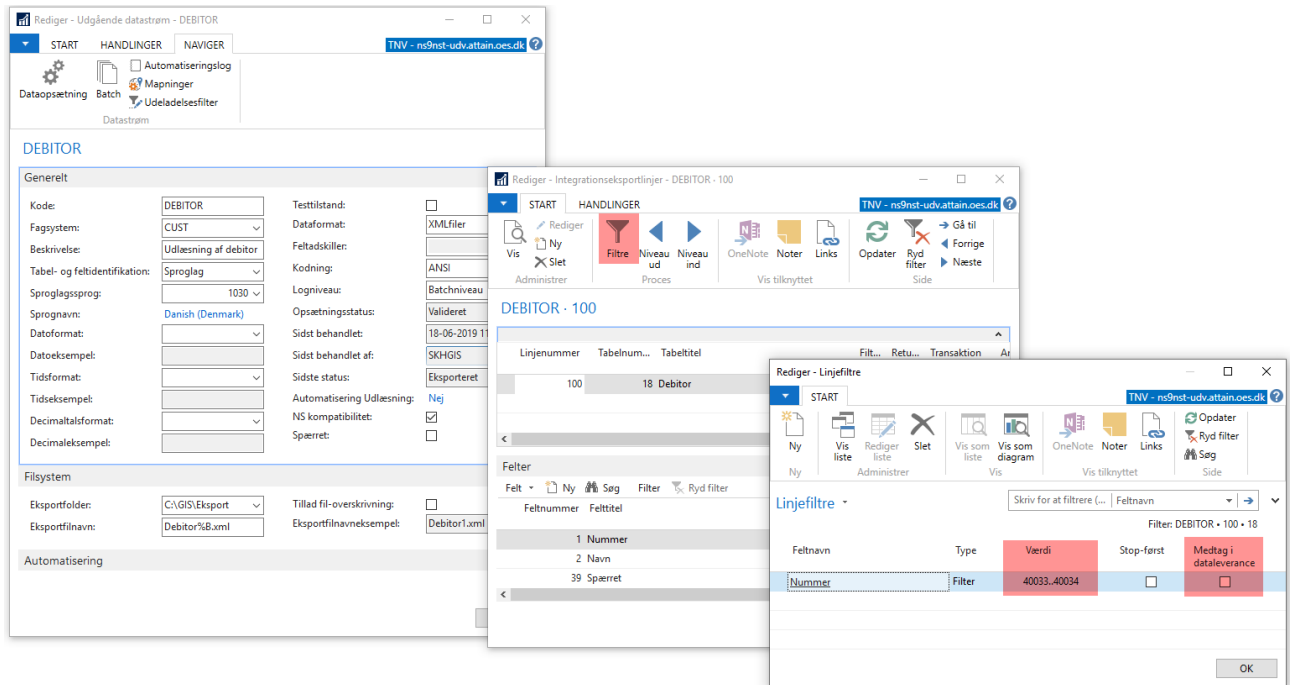 Rediger - Udgående datastrøm - DEBITOR
START HANDLINGER NAVIGER TNV - ns9nst-udv.attain.oes.dk
Dataopsætning
Batch
Automatiseringslog
Mapninger
Udeladelsesfilter
Datastrøm
DEBITOR
Generelt
Kode: DEBITOR
Fagsystem: CUST
Beskrivelse: Udlæsning af debitor
Tabel- og feltidentifikation: Sproglag
Sproglagssprog: 1030
Sprognavn: Danish (Denmark)
Datoformat:
Datoeksempel:
Tidsformat:
Tidseksempel:
Decimaltalsformat:
Decimaleksempel:
Testtilstand:
Dataformat: XMLfiler
Feltadskiller:
Kodning: ANSI
Logniveau: Batchniveau
Opsætningsstatus: Valideret
Sidst behandlet: 18-06-2019 11
Sidst behandlet af: SKHGIS
Sidste status: Eksporteret
Automatisering Udlæsning: Nej
NS kompatibilitet:
Spærret:
Filsystem
Eksportfolder: C:\GIS\Eksport
Eksportfilnavn: Debitor%B.xml
Tillad fil-overskrivning:
Eksportfilnavneksempel: Debitor1.xml
Automatisering
Rediger - Integrationseksportlinjer - DEBITOR · 100
START HANDLINGER TNV - ns9nst-udv.attain.oes.dk
Vis
Rediger
Ny
Slet
Administrer
Filtre
Niveau ud
Niveau ind
Proces
OneNote
Noter
Links
Vis tilknyttet
Opdater
Ryd filter
Gå til
Forrige
Næste
Side
DEBITOR · 100
Linjenummer Tabelnum... Tabeltitel Filt... Retu... Transaktion Ar
100 18 Debitor
Felter
Felt Ny Søg Filter Ryd filter
Feltnummer Felttitel
1 Nummer
2 Navn
39 Spærret
Rediger - Linjefiltre
START TNV - ns9nst-udv.attain.oes.dk
Ny
Ny
Vis liste
Rediger liste
Slet
Administrer
Vis som liste
Vis som diagram
Vis
OneNote
Noter
Links
Vis tilknyttet
Opdater
Ryd filter
Søg
Side
Linjefiltre
Skriv for at filtrere (... Feltnavn
Filter: DEBITOR • 100 • 18
Feltnavn Type Værdi Stop-først Medtag i
dataleverance
Nummer Filter 40033..40034
OK